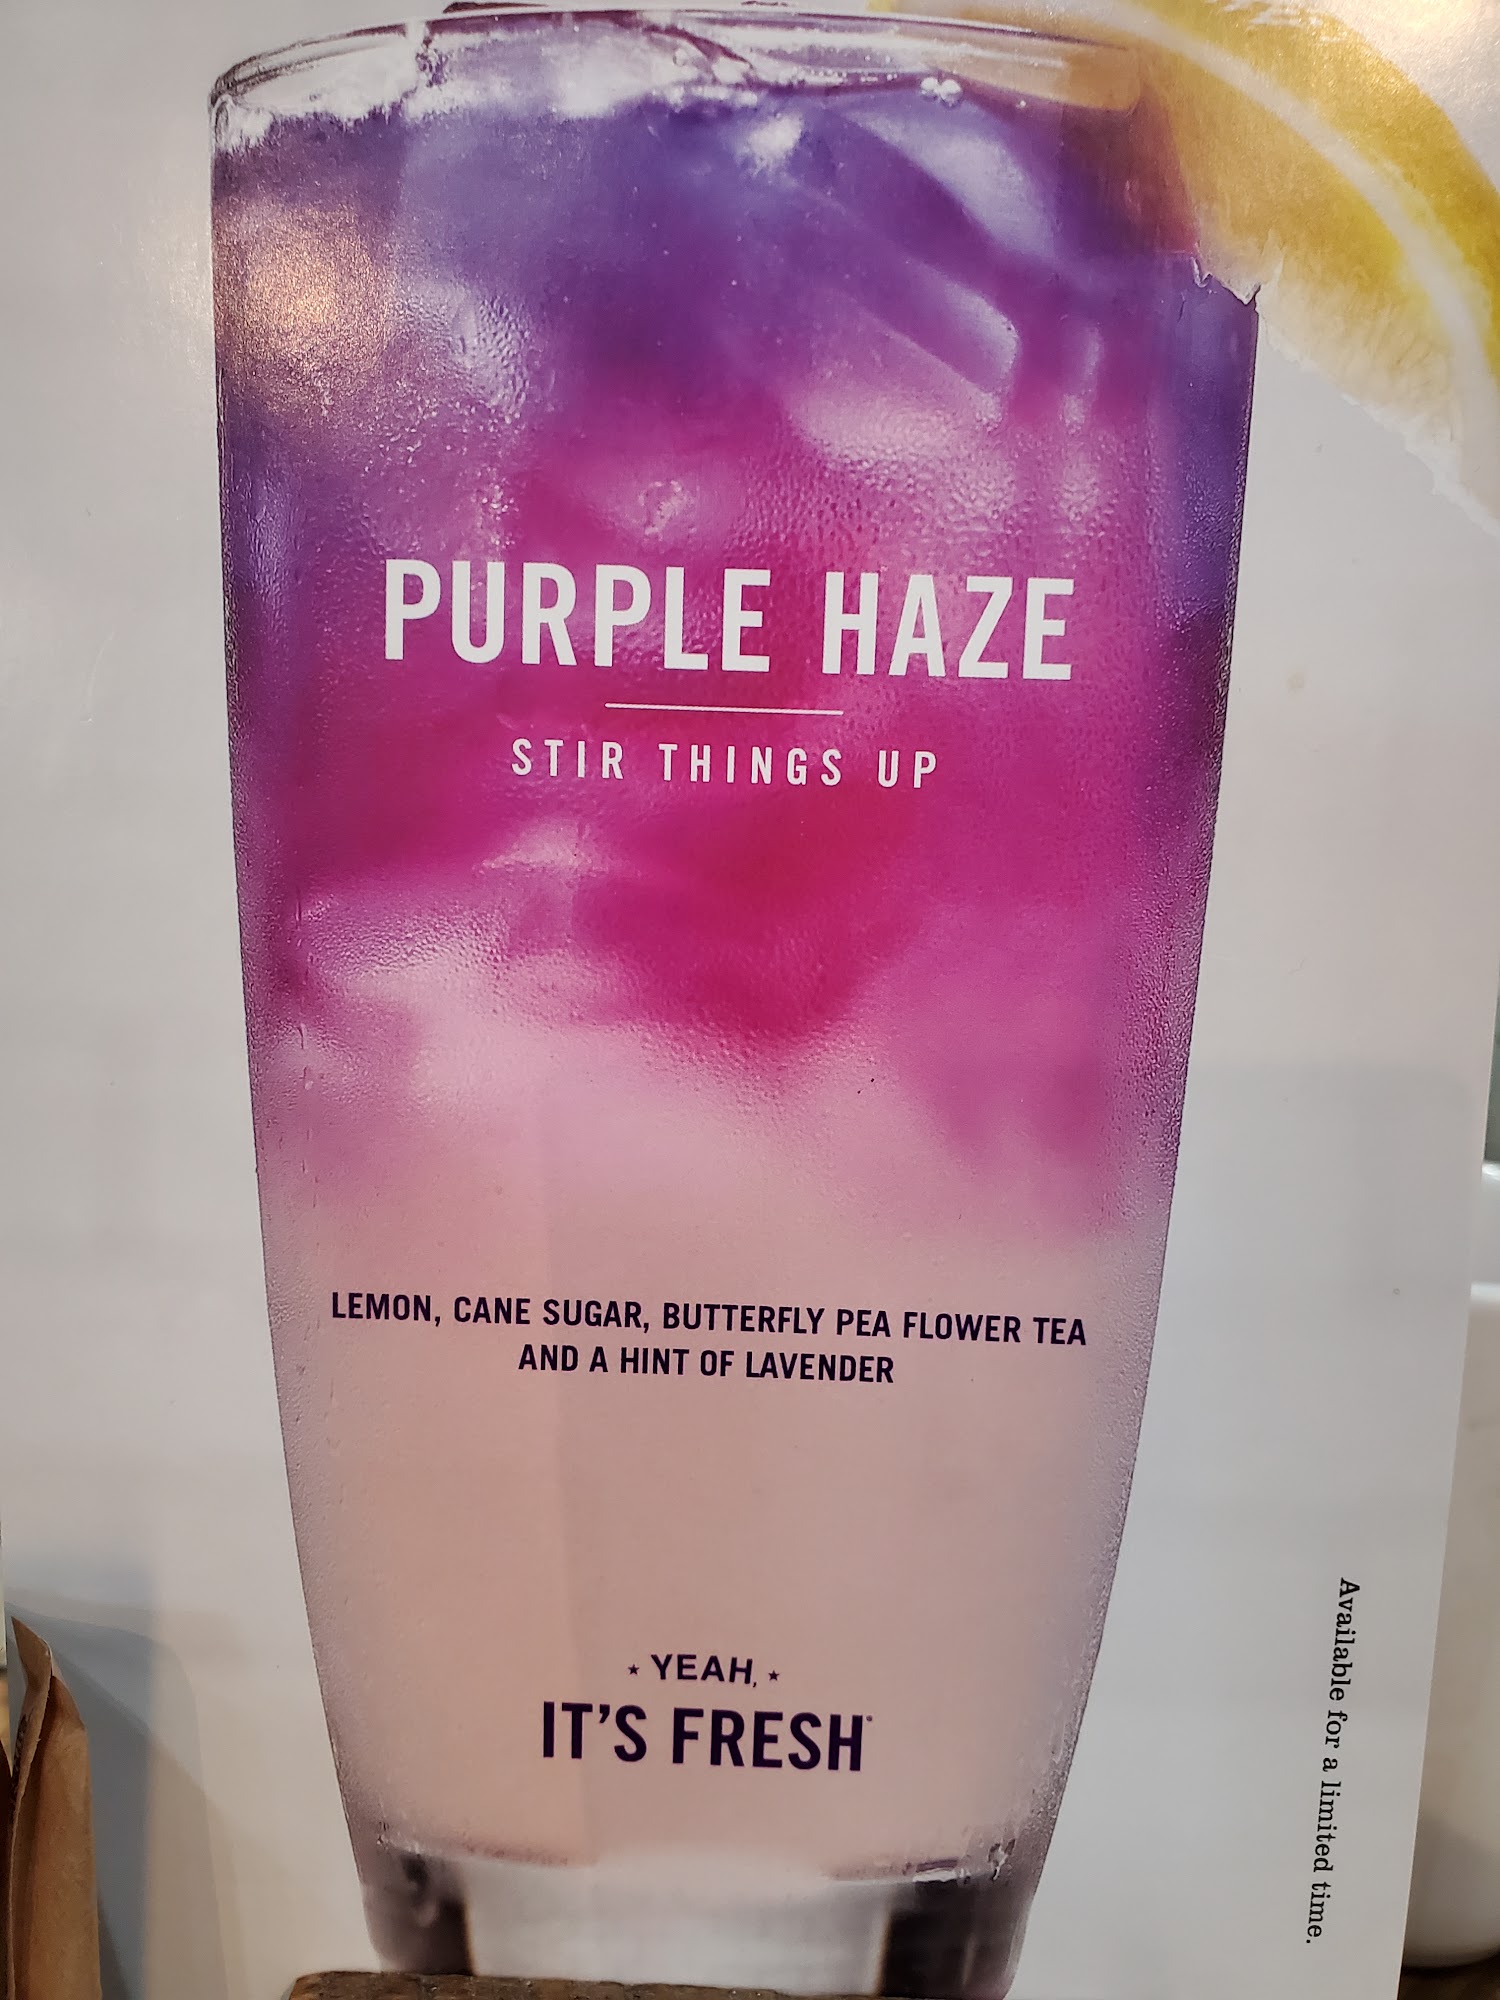 PURPLE HAZE
STIR THINGS UP
LEMON, CANE SUGAR, BUTTERFLY PEA FLOWER TEA
AND A HINT OF LAVENDER
★ YEAH, ★
IT'S FRESH
Available for a limited time.